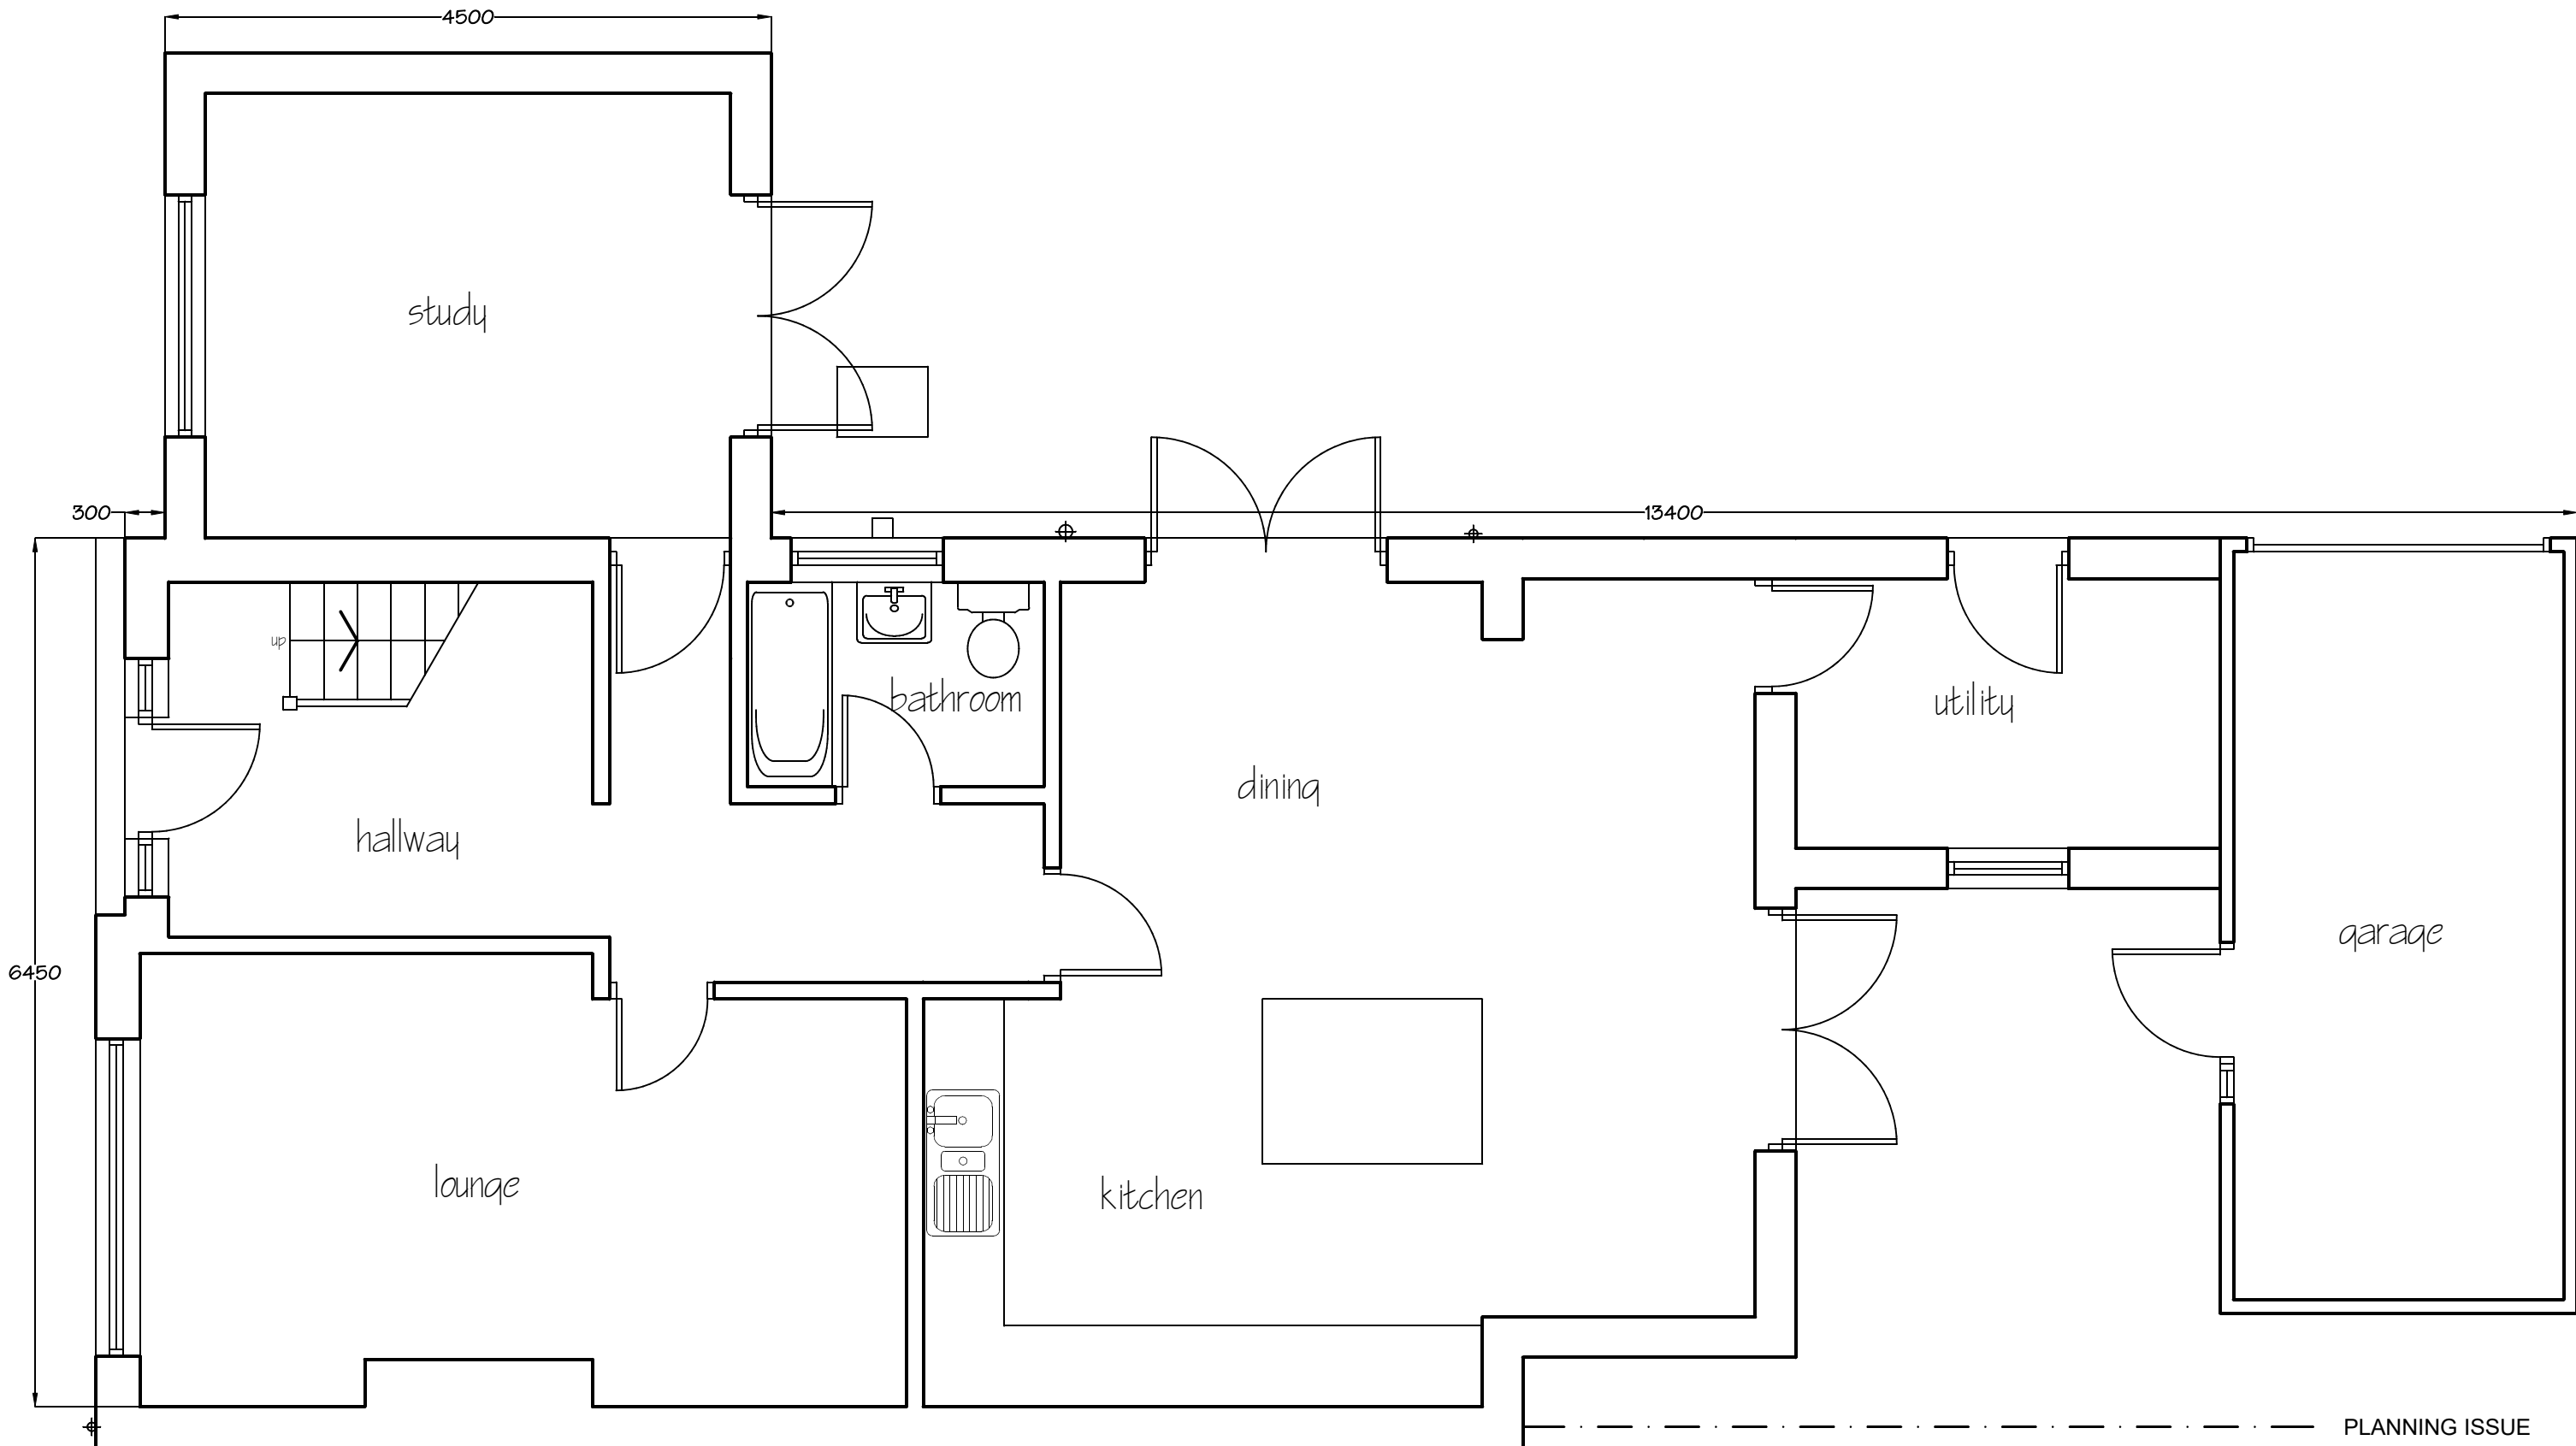 4500
study
300
13400
up
bathroom
utility
dining
hallway
garage
6450
lounge
kitchen
PLANNING ISSUE